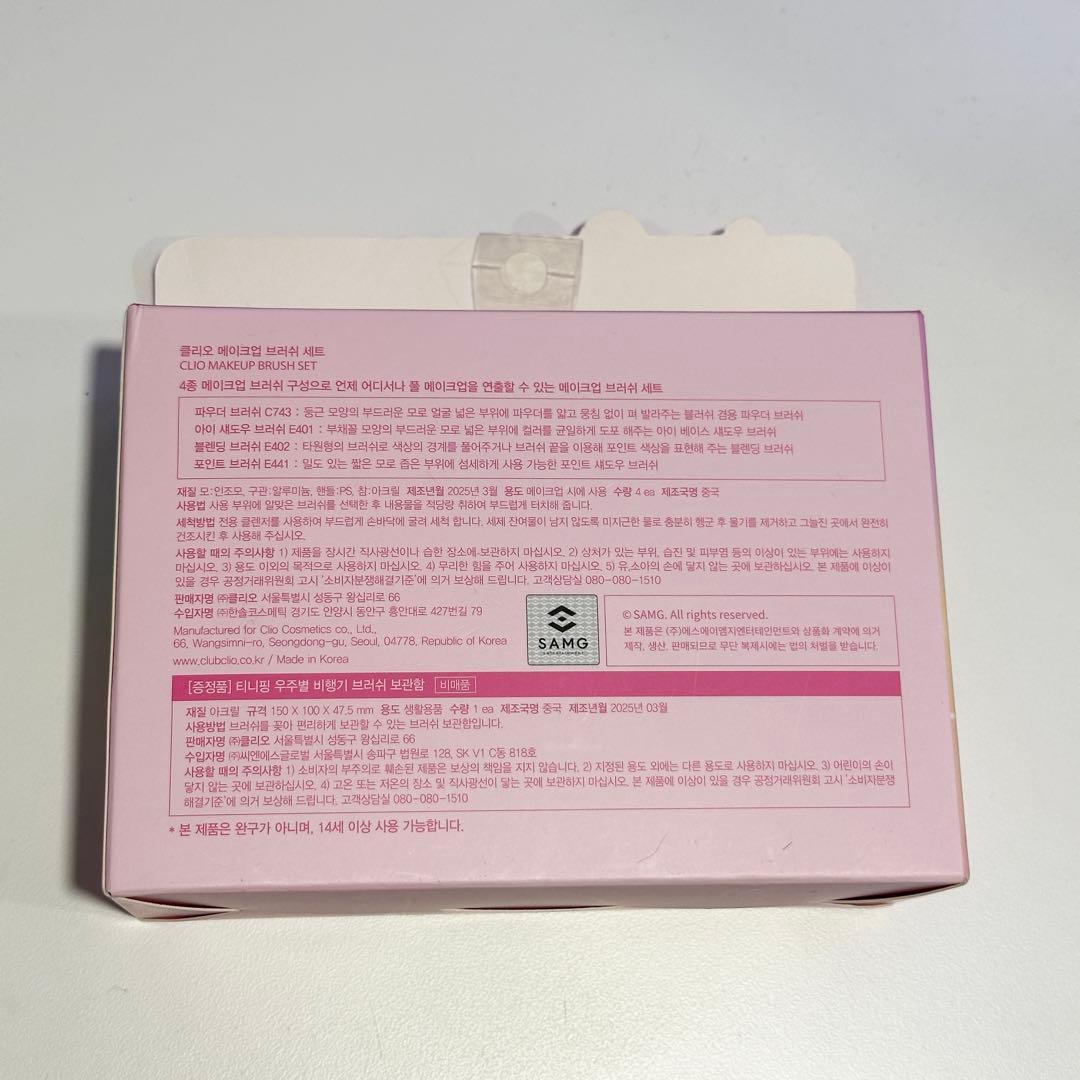 클리오 메이크업 브러쉬 세트
CLIO MAKEUP BRUSH SET
4종 메이크업 브러쉬 구성으로 언제 어디서나 풀 메이크업을 연출할 수 있는 메이크업 브러쉬 세트
파우더 브러쉬 C743 : 둥근 모양의 부드러운 모로 얼굴 넓은 부위에 파우더를 얇고 뭉침 없이 펴 발라주는 블러쉬 겸용 파우더 브러쉬
아이 섀도우 브러쉬 E401 : 부채꼴 모양의 부드러운 모로 넓은 부위에 컬러를 균일하게 도포 해주는 아이 베이스 섀도우 브러쉬
블렌딩 브러쉬 E402 : 타원형의 브러쉬로 색상의 경계를 풀어주거나 브러쉬 끝을 이용해 포인트 색상을 표현해 주는 블렌딩 브러쉬
포인트 브러쉬 E441 : 밀도 있는 짧은 모로 좁은 부위에 섬세하게 사용 가능한 포인트 섀도우 브러쉬
재질 모:인조모, 구관:알루미늄, 핸들:PS, 참:아크릴 제조년월 2025년 3월 용도 메이크업 시에 사용 수량 4 ea 제조국명 중국
사용법 사용 부위에 알맞은 브러쉬를 선택한 후 내용물을 적당량 취하여 부드럽게 터치해 줍니다.
세척방법 전용 클렌저를 사용하여 부드럽게 손바닥에 굴려 세척 합니다. 세제 잔여물이 남지 않도록 미지근한 물로 충분히 헹군 후 물기를 제거하고 그늘진 곳에서 완전히
건조시킨 후 사용해 주십시오.
사용할 때의 주의사항 1) 제품을 장시간 직사광선이나 습한 장소에 보관하지 마십시오. 2) 상처가 있는 부위, 습진 및 피부염 등의 이상이 있는 부위에는 사용하지
마십시오. 3) 용도 이외의 목적으로 사용하지 마십시오. 4) 무리한 힘을 주어 사용하지 마십시오. 5) 유,소아의 손에 닿지 않는 곳에 보관하십시오. 본 제품에 이상이
있을 경우 공정거래위원회 고시 '소비자분쟁해결기준'에 의거 보상해 드립니다. 고객상담실 080-080-1510
판매자명 ㈜클리오 서울특별시 성동구 왕십리로 66
수입자명 ㈜한솔코스메틱 경기도 안양시 동안구 흥안대로 427번길 79
Manufactured for Clio Cosmetics co., Ltd.,
66, Wangsimni-ro, Seongdong-gu, Seoul, 04778, Republic of Korea
www.clubclio.co.kr / Made in Korea
SAMG
ENTERTAINMENT
© SAMG. All rights reserved.
본 제품은 (주)에스에이엠지엔터테인먼트와 상품화 계약에 의거
제작, 생산, 판매되므로 무단 복제시에는 법의 처벌을 받습니다.
[증정품] 티니핑 우주별 비행기 브러쉬 보관함 비매품
재질 아크릴 규격 150 X 100 X 47.5 mm 용도 생활용품 수량 1 ea 제조국명 중국 제조년월 2025년 03월
사용방법 브러쉬를 꽂아 편리하게 보관할 수 있는 브러쉬 보관함입니다.
판매자명 ㈜클리오 서울특별시 성동구 왕십리로 66
수입자명 ㈜씨앤에스글로벌 서울특별시 송파구 법원로 128, SK V1 C동 818호
사용할 때의 주의사항 1) 소비자의 부주의로 훼손된 제품은 보상의 책임을 지지 않습니다. 2) 지정된 용도 외에는 다른 용도로 사용하지 마십시오. 3) 어린이의 손이
닿지 않는 곳에 보관하십시오. 4) 고온 또는 저온의 장소 및 직사광선이 닿는 곳에 보관하지 마십시오. 본 제품에 이상이 있을 경우 공정거래위원회 고시 '소비자분쟁
해결기준'에 의거 보상해 드립니다. 고객상담실 080-080-1510
* 본 제품은 완구가 아니며, 14세 이상 사용 가능합니다.